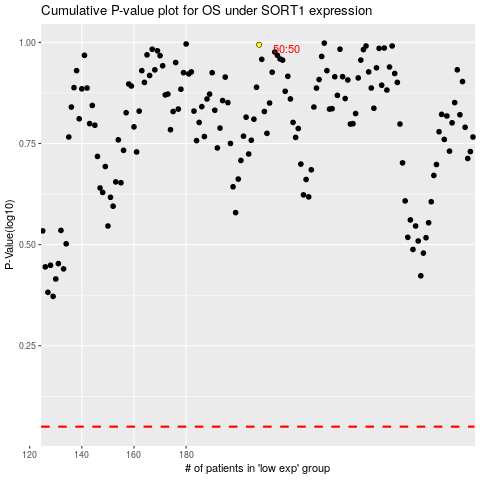 Cumulative P-value plot for OS under SORT1 expression
P-Value(log10)
1.00
0.75
0.50
0.25
50:50
120 140 160 180
# of patients in 'low exp' group